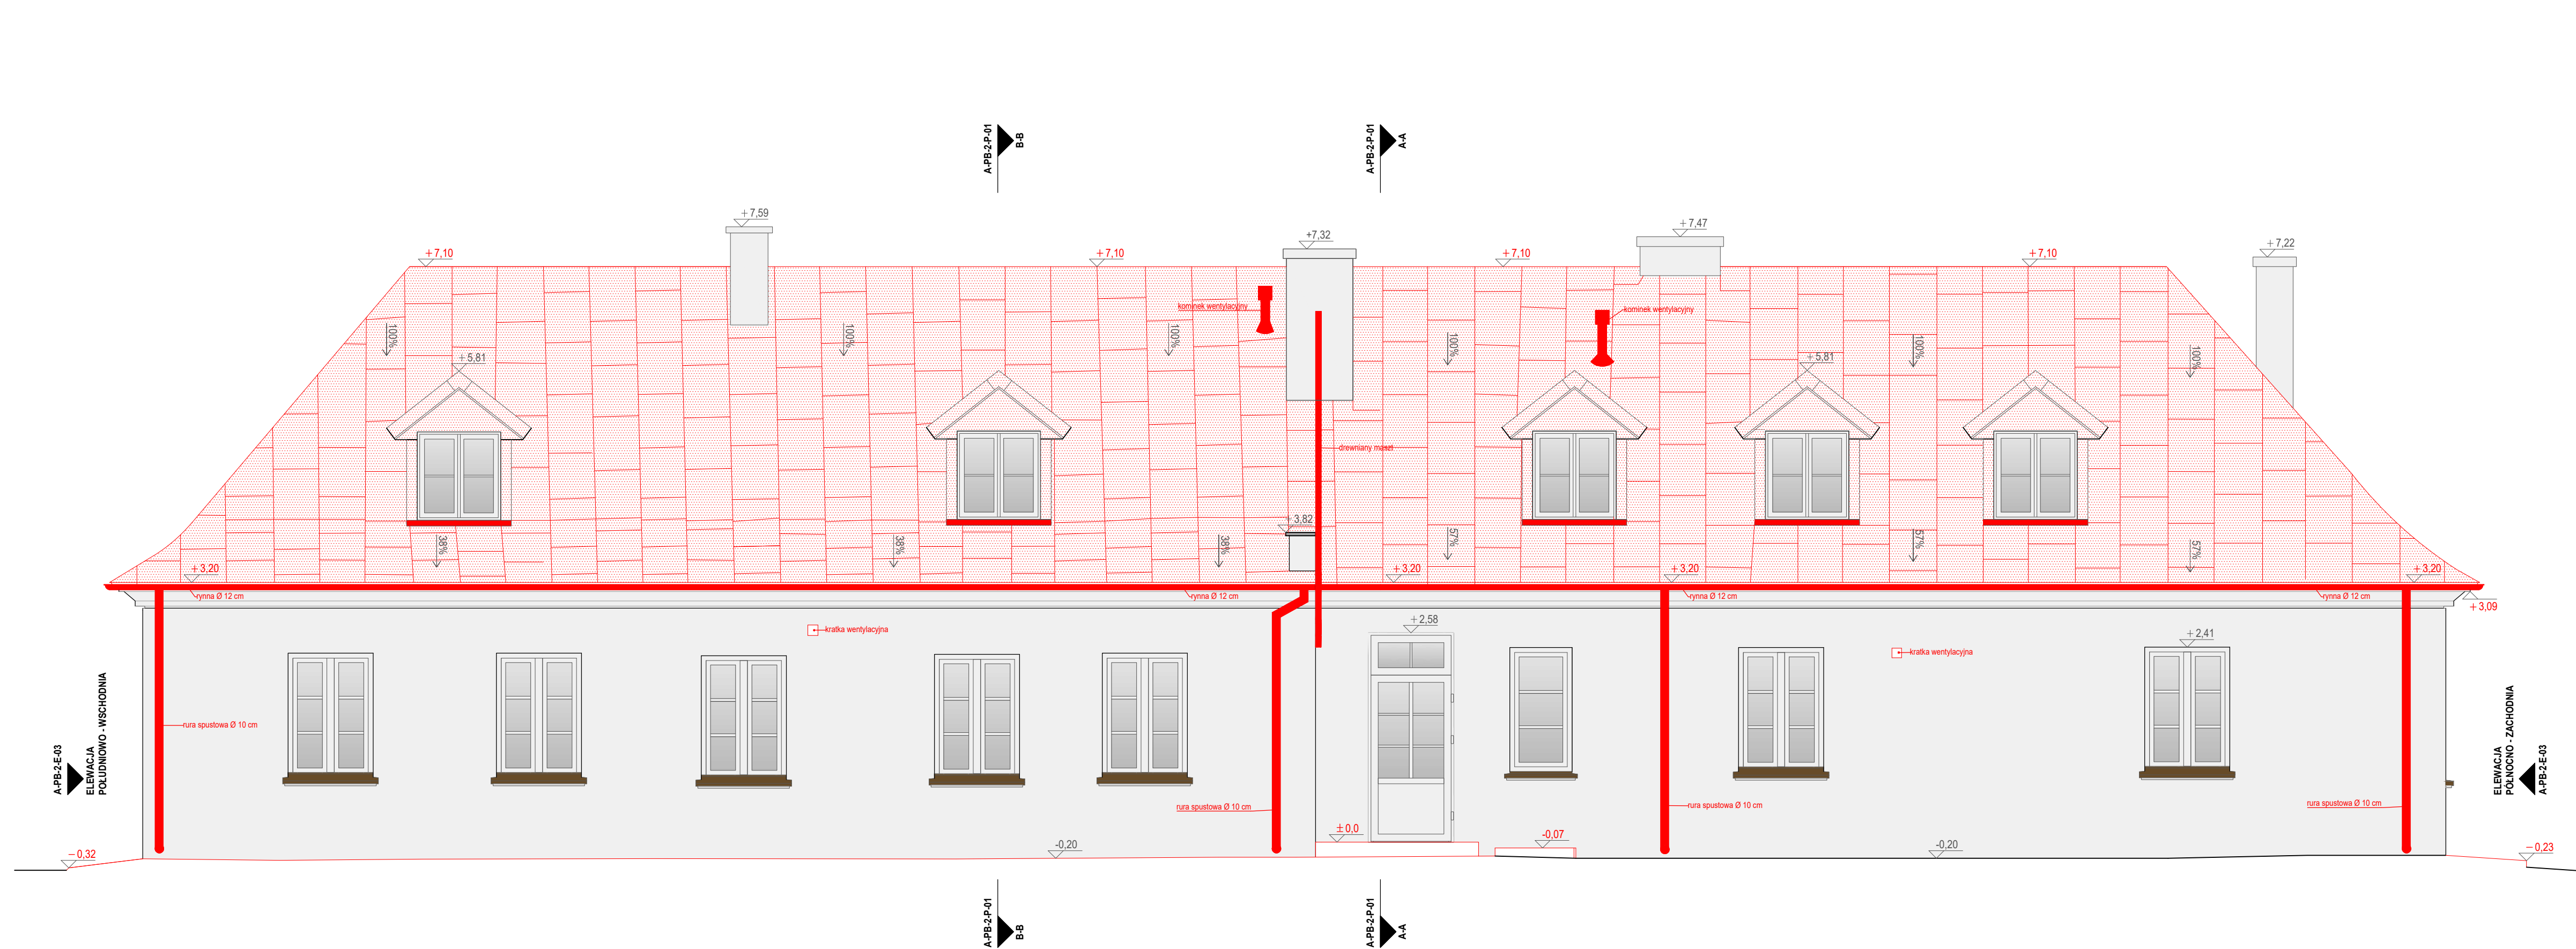 A-PB-2-P-01
B-B
A-PB-2-P-01
A-A
+7,59
+7,32
+7,47
+7,22
+7,10
+7,10
+7,10
+7,10
kominek wentylacyjny
kominek wentylacyjny
100%
100%
100%
100%
100%
100%
+5,81
+5,81
drewniany maszt
+3,82
38%
38%
38%
57%
57%
57%
+3,20
+3,20
+3,20
+3,20
rynna Ø 12 cm
rynna Ø 12 cm
rynna Ø 12 cm
rynna Ø 12 cm
+3,09
kratka wentylacyjna
+2,58
+2,41
kratka wentylacyjna
rura spustowa Ø 10 cm
rura spustowa Ø 10 cm
rura spustowa Ø 10 cm
rura spustowa Ø 10 cm
A-PB-2-E-03
ELEWACJA
POŁUDNIOWO - WSCHODNIA
ELEWACJA
PÓŁNOCNO - ZACHODNIA
A-PB-2-E-03
±0,0
-0,07
-0,32
-0,20
-0,20
-0,23
A-PB-2-P-01
B-B
A-PB-2-P-01
A-A